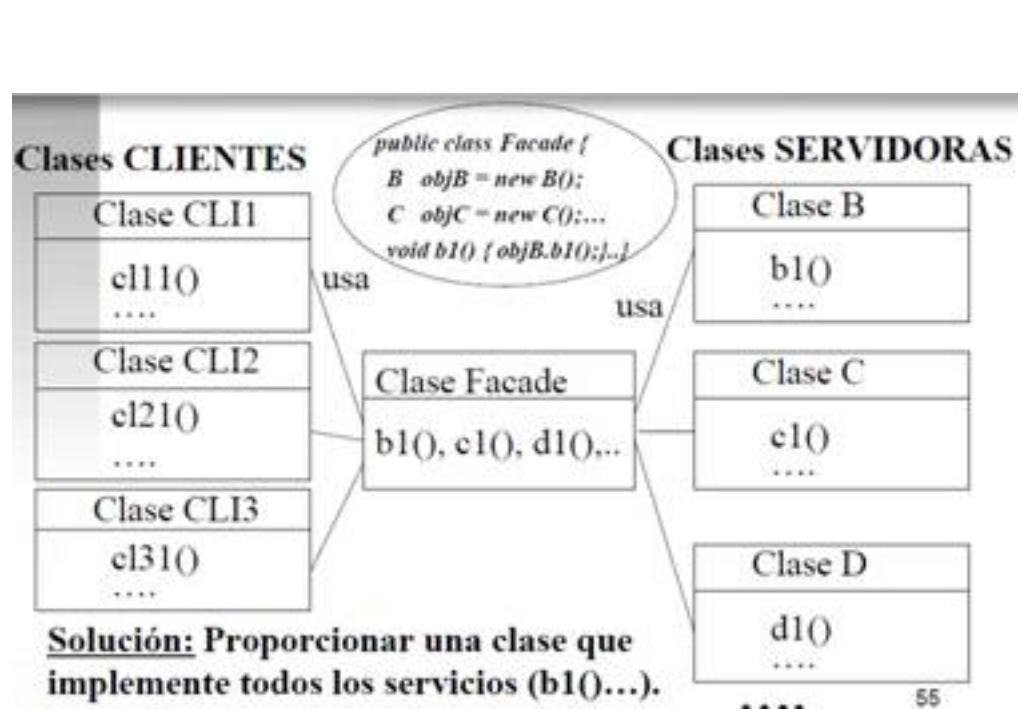 Clases CLIENTES
Clase CLI1
cl11()
....
Clase CLI2
cl21()
....
Clase CLI3
cl31()
....
public class Facade {
B objB = new B();
C objC = new C();...
void b1() { objB.b1();}..}
usa
usa
Clase Facade
b1(), c1(), d1(),..
Clases SERVIDORAS
Clase B
b1()
....
Clase C
c1()
....
Clase D
d1()
....
....
Solución: Proporcionar una clase que
implemente todos los servicios (b1()...).
55